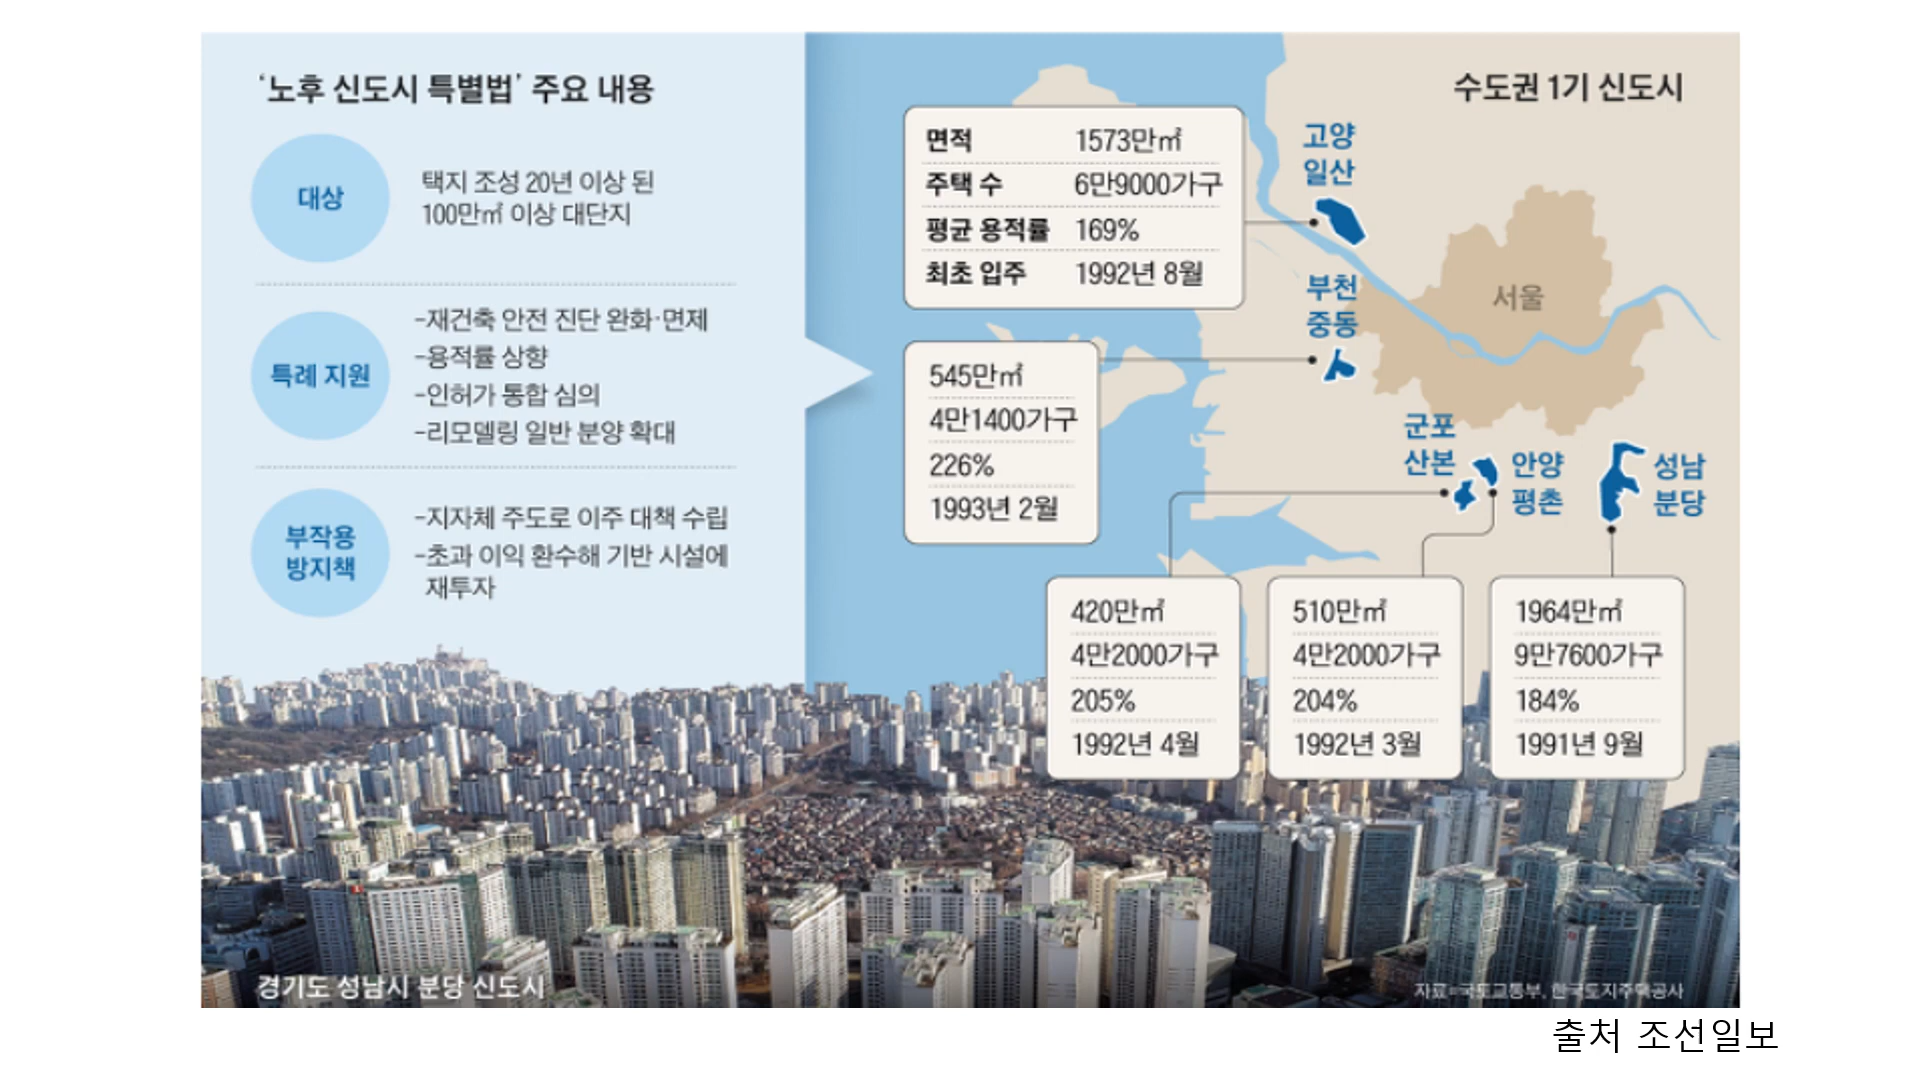 '노후 신도시 특별법' 주요 내용
대상
택지 조성 20년 이상 된
100만㎡ 이상 대단지
특례 지원
-재건축 안전 진단 완화·면제
-용적률 상향
-인허가 통합 심의
-리모델링 일반 분양 확대
부작용
방지책
-지자체 주도로 이주 대책 수립
-초과 이익 환수해 기반 시설에
재투자
수도권 1기 신도시
면적 1573만㎡
주택 수 6만9000가구
평균 용적률 169%
최초 입주 1992년 8월
고양
일산
부천
중동
서울
545만㎡
4만1400가구
226%
1993년 2월
군포
산본
안양
평촌
성남
분당
420만㎡
4만2000가구
205%
1992년 4월
510만㎡
4만2000가구
204%
1992년 3월
1964만㎡
9만7600가구
184%
1991년 9월
경기도 성남시 분당 신도시
자료=국토교통부, 한국토지주택공사
출처 조선일보